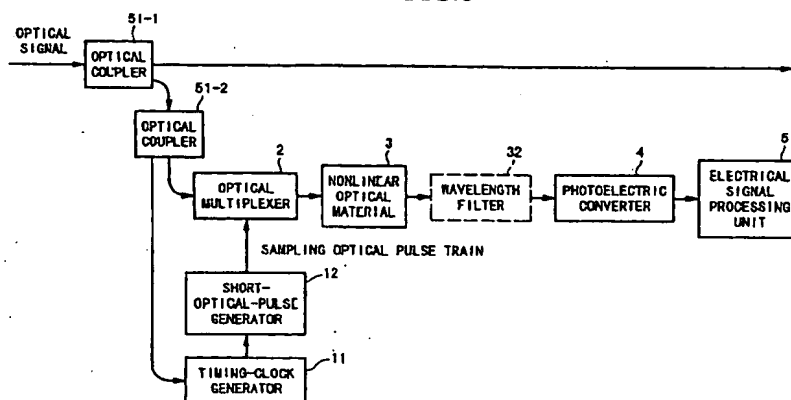 51-1
OPTICAL
SIGNAL
OPTICAL
COUPLER
51-2
OPTICAL
COUPLER
2
OPTICAL
MULTIPLEXER
3
NONLINEAR
OPTICAL
MATERIAL
32
WAVELENGTH
FILTER
4
PHOTOELECTRIC
CONVERTER
5
ELECTRICAL
SIGNAL
PROCESSING
UNIT
SAMPLING OPTICAL PULSE TRAIN
12
SHORT-
OPTICAL-PULSE
GENERATOR
11
TIMING-CLOCK
GENERATOR